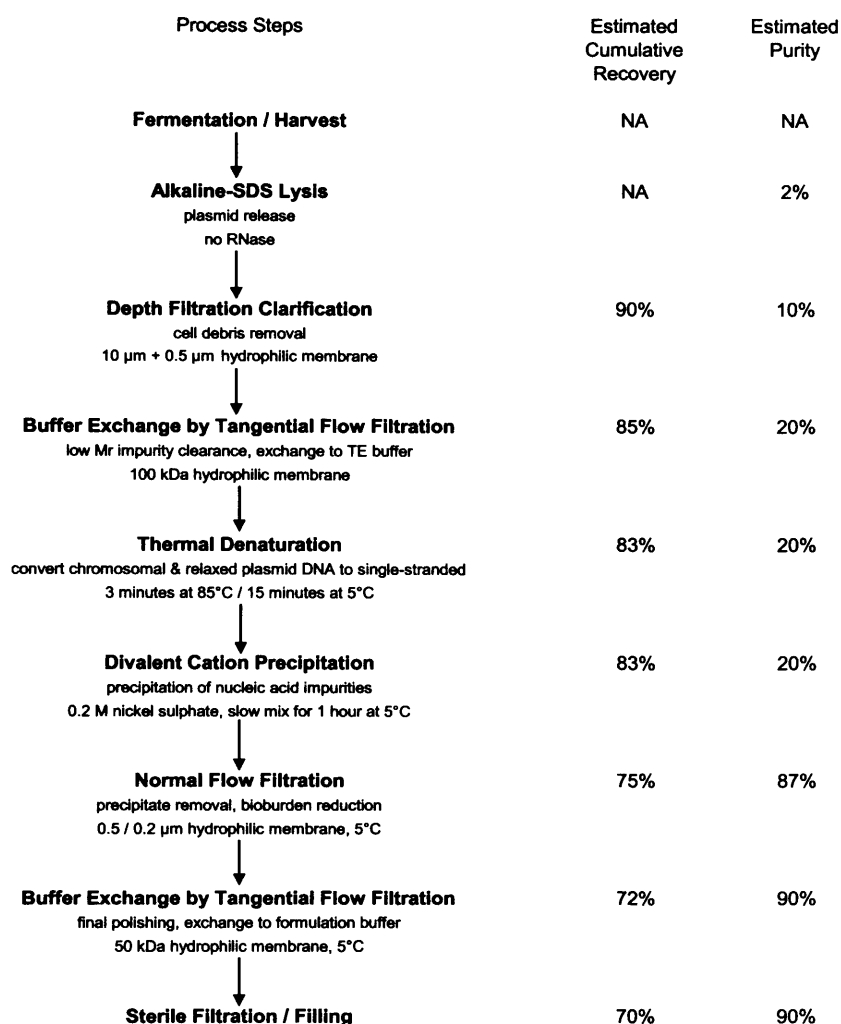 Process Steps
Estimated
Cumulative
Recovery
Estimated
Purity
Fermentation / Harvest NA NA
Alkaline-SDS Lysis NA 2%
plasmid release
no RNase
Depth Filtration Clarification 90% 10%
cell debris removal
10 µm + 0.5 µm hydrophilic membrane
Buffer Exchange by Tangential Flow Filtration 85% 20%
low Mr impurity clearance, exchange to TE buffer
100 kDa hydrophilic membrane
Thermal Denaturation 83% 20%
convert chromosomal & relaxed plasmid DNA to single-stranded
3 minutes at 85°C / 15 minutes at 5°C
Divalent Cation Precipitation 83% 20%
precipitation of nucleic acid impurities
0.2 M nickel sulphate, slow mix for 1 hour at 5°C
Normal Flow Filtration 75% 87%
precipitate removal, bioburden reduction
0.5 / 0.2 µm hydrophilic membrane, 5°C
Buffer Exchange by Tangential Flow Filtration 72% 90%
final polishing, exchange to formulation buffer
50 kDa hydrophilic membrane, 5°C
Sterile Filtration / Filling 70% 90%